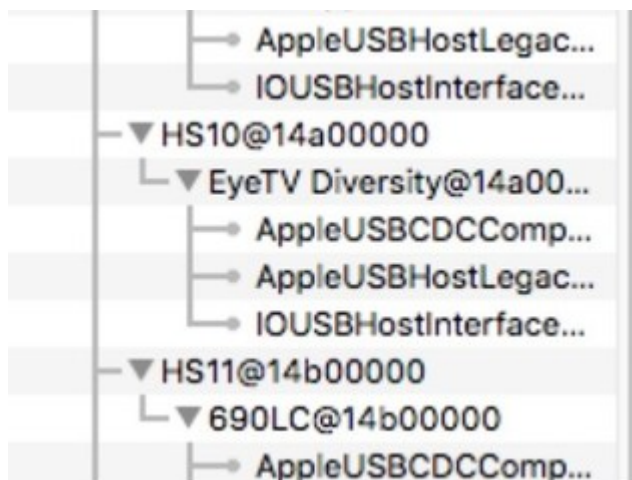 AppleUSBHostLegac...
IOUSBHostInterface...
HS10@14a00000
EyeTV Diversity@14a00...
AppleUSBCDCComp...
AppleUSBHostLegac...
IOUSBHostInterface...
HS11@14b00000
690LC@14b00000
AppleUSBCDCComp...